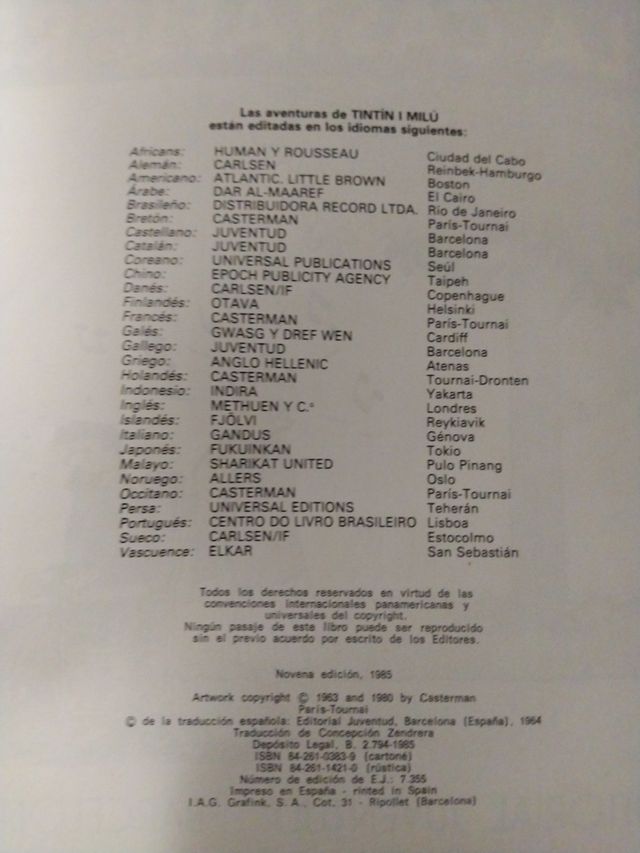 Las aventuras de TINTÍN I MILÚ
están editadas en los idiomas siguientes:
Africans: HUMAN Y ROUSSEAU Ciudad del Cabo
Alemán: CARLSEN Reinbek-Hamburgo
Americano: ATLANTIC. LITTLE BROWN Boston
Árabe: DAR AL-MAAREF El Cairo
Brasileño: DISTRIBUIDORA RECORD LTDA. Río de Janeiro
Bretón: CASTERMAN París-Tournai
Castellano: JUVENTUD Barcelona
Catalán: JUVENTUD Barcelona
Coreano: UNIVERSAL PUBLICATIONS Seúl
Chino: EPOCH PUBLICITY AGENCY Taipeh
Danés: CARLSEN/IF Copenhague
Finlandés: OTAVA Helsinki
Francés: CASTERMAN París-Tournai
Galés: GWASG Y DREF WEN Cardiff
Gallego: JUVENTUD Barcelona
Griego: ANGLO HELLENIC Atenas
Holandés: CASTERMAN Tournai-Dronten
Indonesio: INDIRA Yakarta
Inglés: METHUEN Y C.° Londres
Islandés: FJÖLVI Reykiavik
Italiano: GANDUS Génova
Japonés: FUKUINKAN Tokio
Malayo: SHARIKAT UNITED Pulo Pinang
Noruego: ALLERS Oslo
Occitano: CASTERMAN París-Tournai
Persa: UNIVERSAL EDITIONS Teherán
Portugués: CENTRO DO LIVRO BRASILEIRO Lisboa
Sueco: CARLSEN/IF Estocolmo
Vascuence: ELKAR San Sebastián
Todos los derechos reservados en virtud de las
convenciones internacionales panamericanas y
universales del copyright.
Ningún pasaje de este libro puede ser reproducido
sin el previo acuerdo por escrito de los Editores.
Novena edición, 1985
Artwork copyright © 1963 and 1980 by Casterman
París-Tournai
© de la traducción española: Editorial Juventud, Barcelona (España), 1964
Traducción de Concepción Zendrera
Depósito Legal, B. 2.794-1985
ISBN 84-261-0383-9 (cartoné)
ISBN 84-261-1421-0 (rústica)
Número de edición de E.J.: 7.355
Impreso en España - rinted in Spain
I.A.G. Grafink, S. A., Cot. 31 - Ripollet (Barcelona)